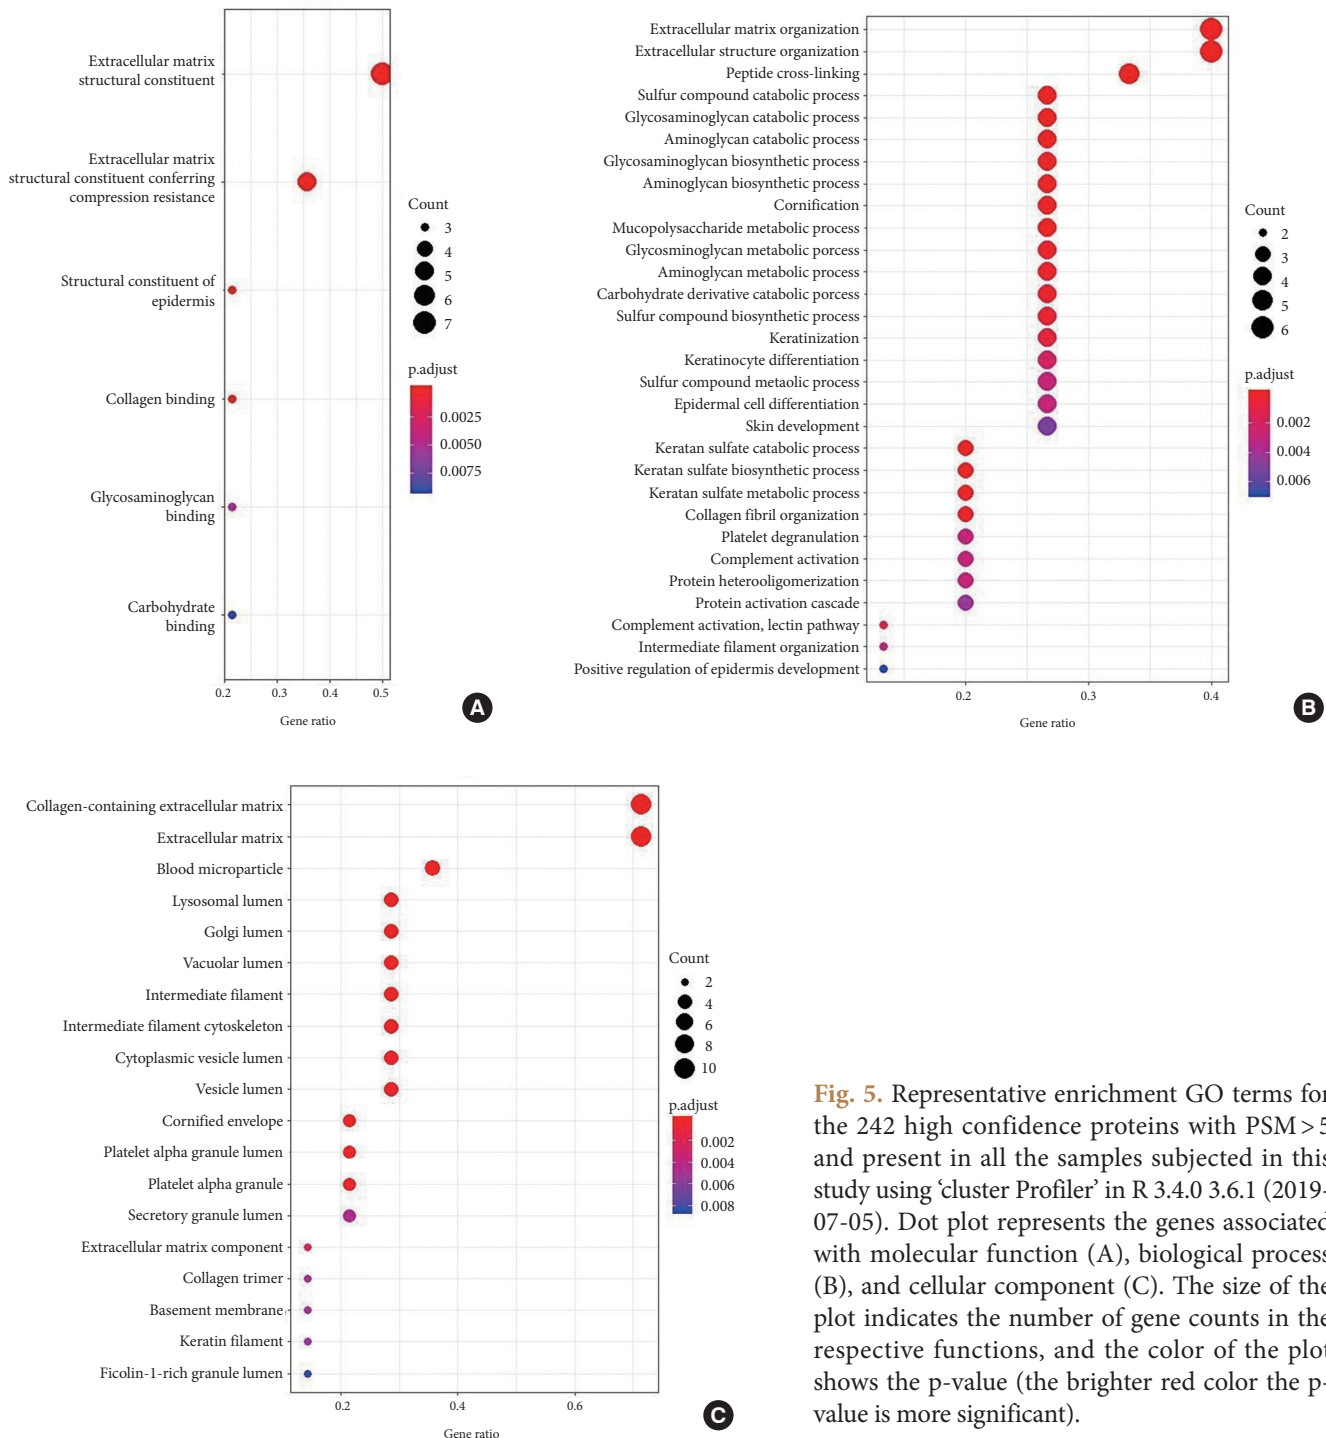 Extracellular matrix
structural constituent
Extracellular matrix
structural constituent conferring
compression resistance
Structural constituent of
epidermis
Collagen binding
Glycosaminoglycan
binding
Carbohydrate
binding
0.2 0.3 0.4 0.5
Gene ratio
Count
3
4
5
6
7
p.adjust
0.0025
0.0050
0.0075
A
Extracellular matrix organization
Extracellular structure organization
Peptide cross-linking
Sulfur compound catabolic process
Glycosaminoglycan catabolic process
Aminoglycan catabolic process
Glycosaminoglycan biosynthetic process
Aminoglycan biosynthetic process
Cornification
Mucopolysaccharide metabolic process
Glycosminoglycan metabolic porcess
Aminoglycan metabolic process
Carbohydrate derivative catabolic porcess
Sulfur compound biosynthetic process
Keratinization
Keratinocyte differentiation
Sulfur compound metaolic process
Epidermal cell differentiation
Skin development
Keratan sulfate catabolic process
Keratan sulfate biosynthetic process
Keratan sulfate metabolic process
Collagen fibril organization
Platelet degranulation
Complement activation
Protein heterooligomerization
Protein activation cascade
Complement activation, lectin pathway
Intermediate filament organization
Positive regulation of epidermis development
0.2 0.3 0.4
Gene ratio
Count
2
3
4
5
6
p.adjust
0.002
0.004
0.006
B
Collagen-containing extracellular matrix
Extracellular matrix
Blood microparticle
Lysosomal lumen
Golgi lumen
Vacuolar lumen
Intermediate filament
Intermediate filament cytoskeleton
Cytoplasmic vesicle lumen
Vesicle lumen
Cornified envelope
Platelet alpha granule lumen
Platelet alpha granule
Secretory granule lumen
Extracellular matrix component
Collagen trimer
Basement membrane
Keratin filament
Ficolin-1-rich granule lumen
0.2 0.4 0.6
Gene ratio
Count
2
4
6
8
10
p.adjust
0.002
0.004
0.006
0.008
C
Fig. 5. Representative enrichment GO terms for
the 242 high confidence proteins with PSM > 5
and present in all the samples subjected in this
study using 'cluster Profiler' in R 3.4.0 3.6.1 (2019-
07-05). Dot plot represents the genes associated
with molecular function (A), biological process
(B), and cellular component (C). The size of the
plot indicates the number of gene counts in the
respective functions, and the color of the plot
shows the p-value (the brighter red color the p-
value is more significant).